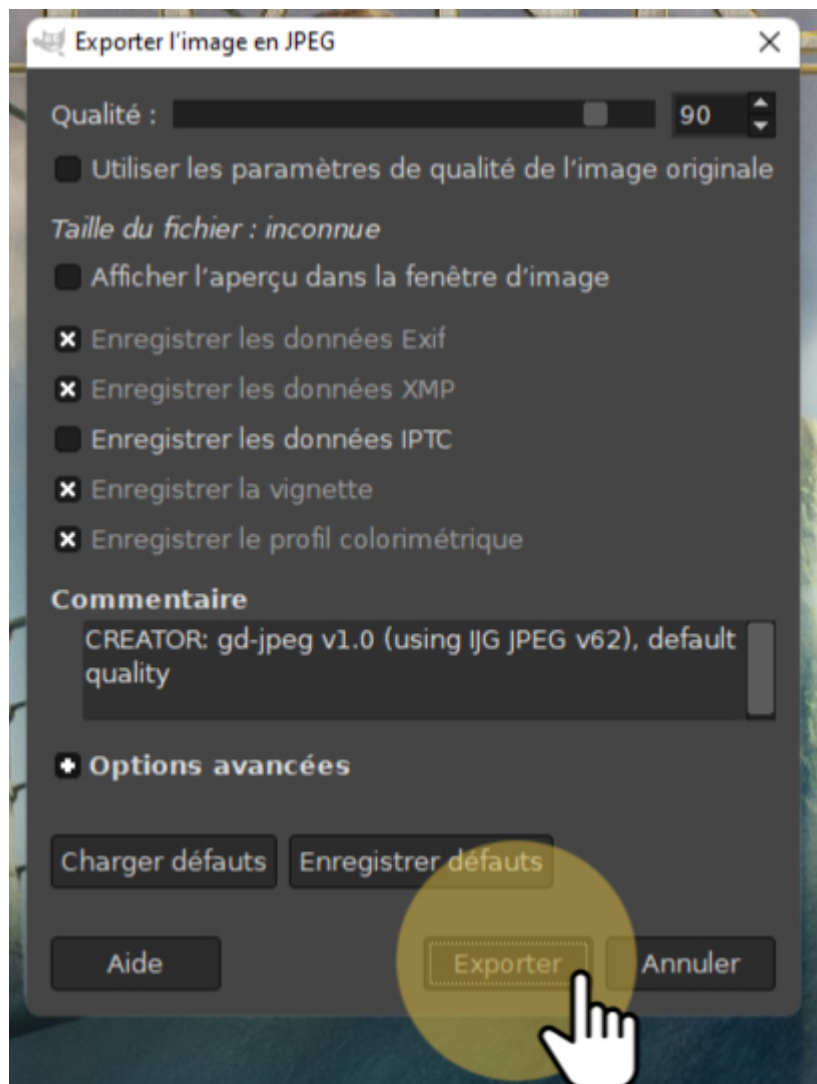 Exporter l’image en JPEG
Qualité : 90
Utiliser les paramètres de qualité de l’image originale
Taille du fichier : inconnue
Afficher l’aperçu dans la fenêtre d’image
Enregistrer les données Exif
Enregistrer les données XMP
Enregistrer les données IPTC
Enregistrer la vignette
Enregistrer le profil colorimétrique
Commentaire
CREATOR: gd-jpeg v1.0 (using IJG JPEG v62), default
quality
Options avancées
Charger défauts Enregistrer défauts
Aide Exporter Annuler